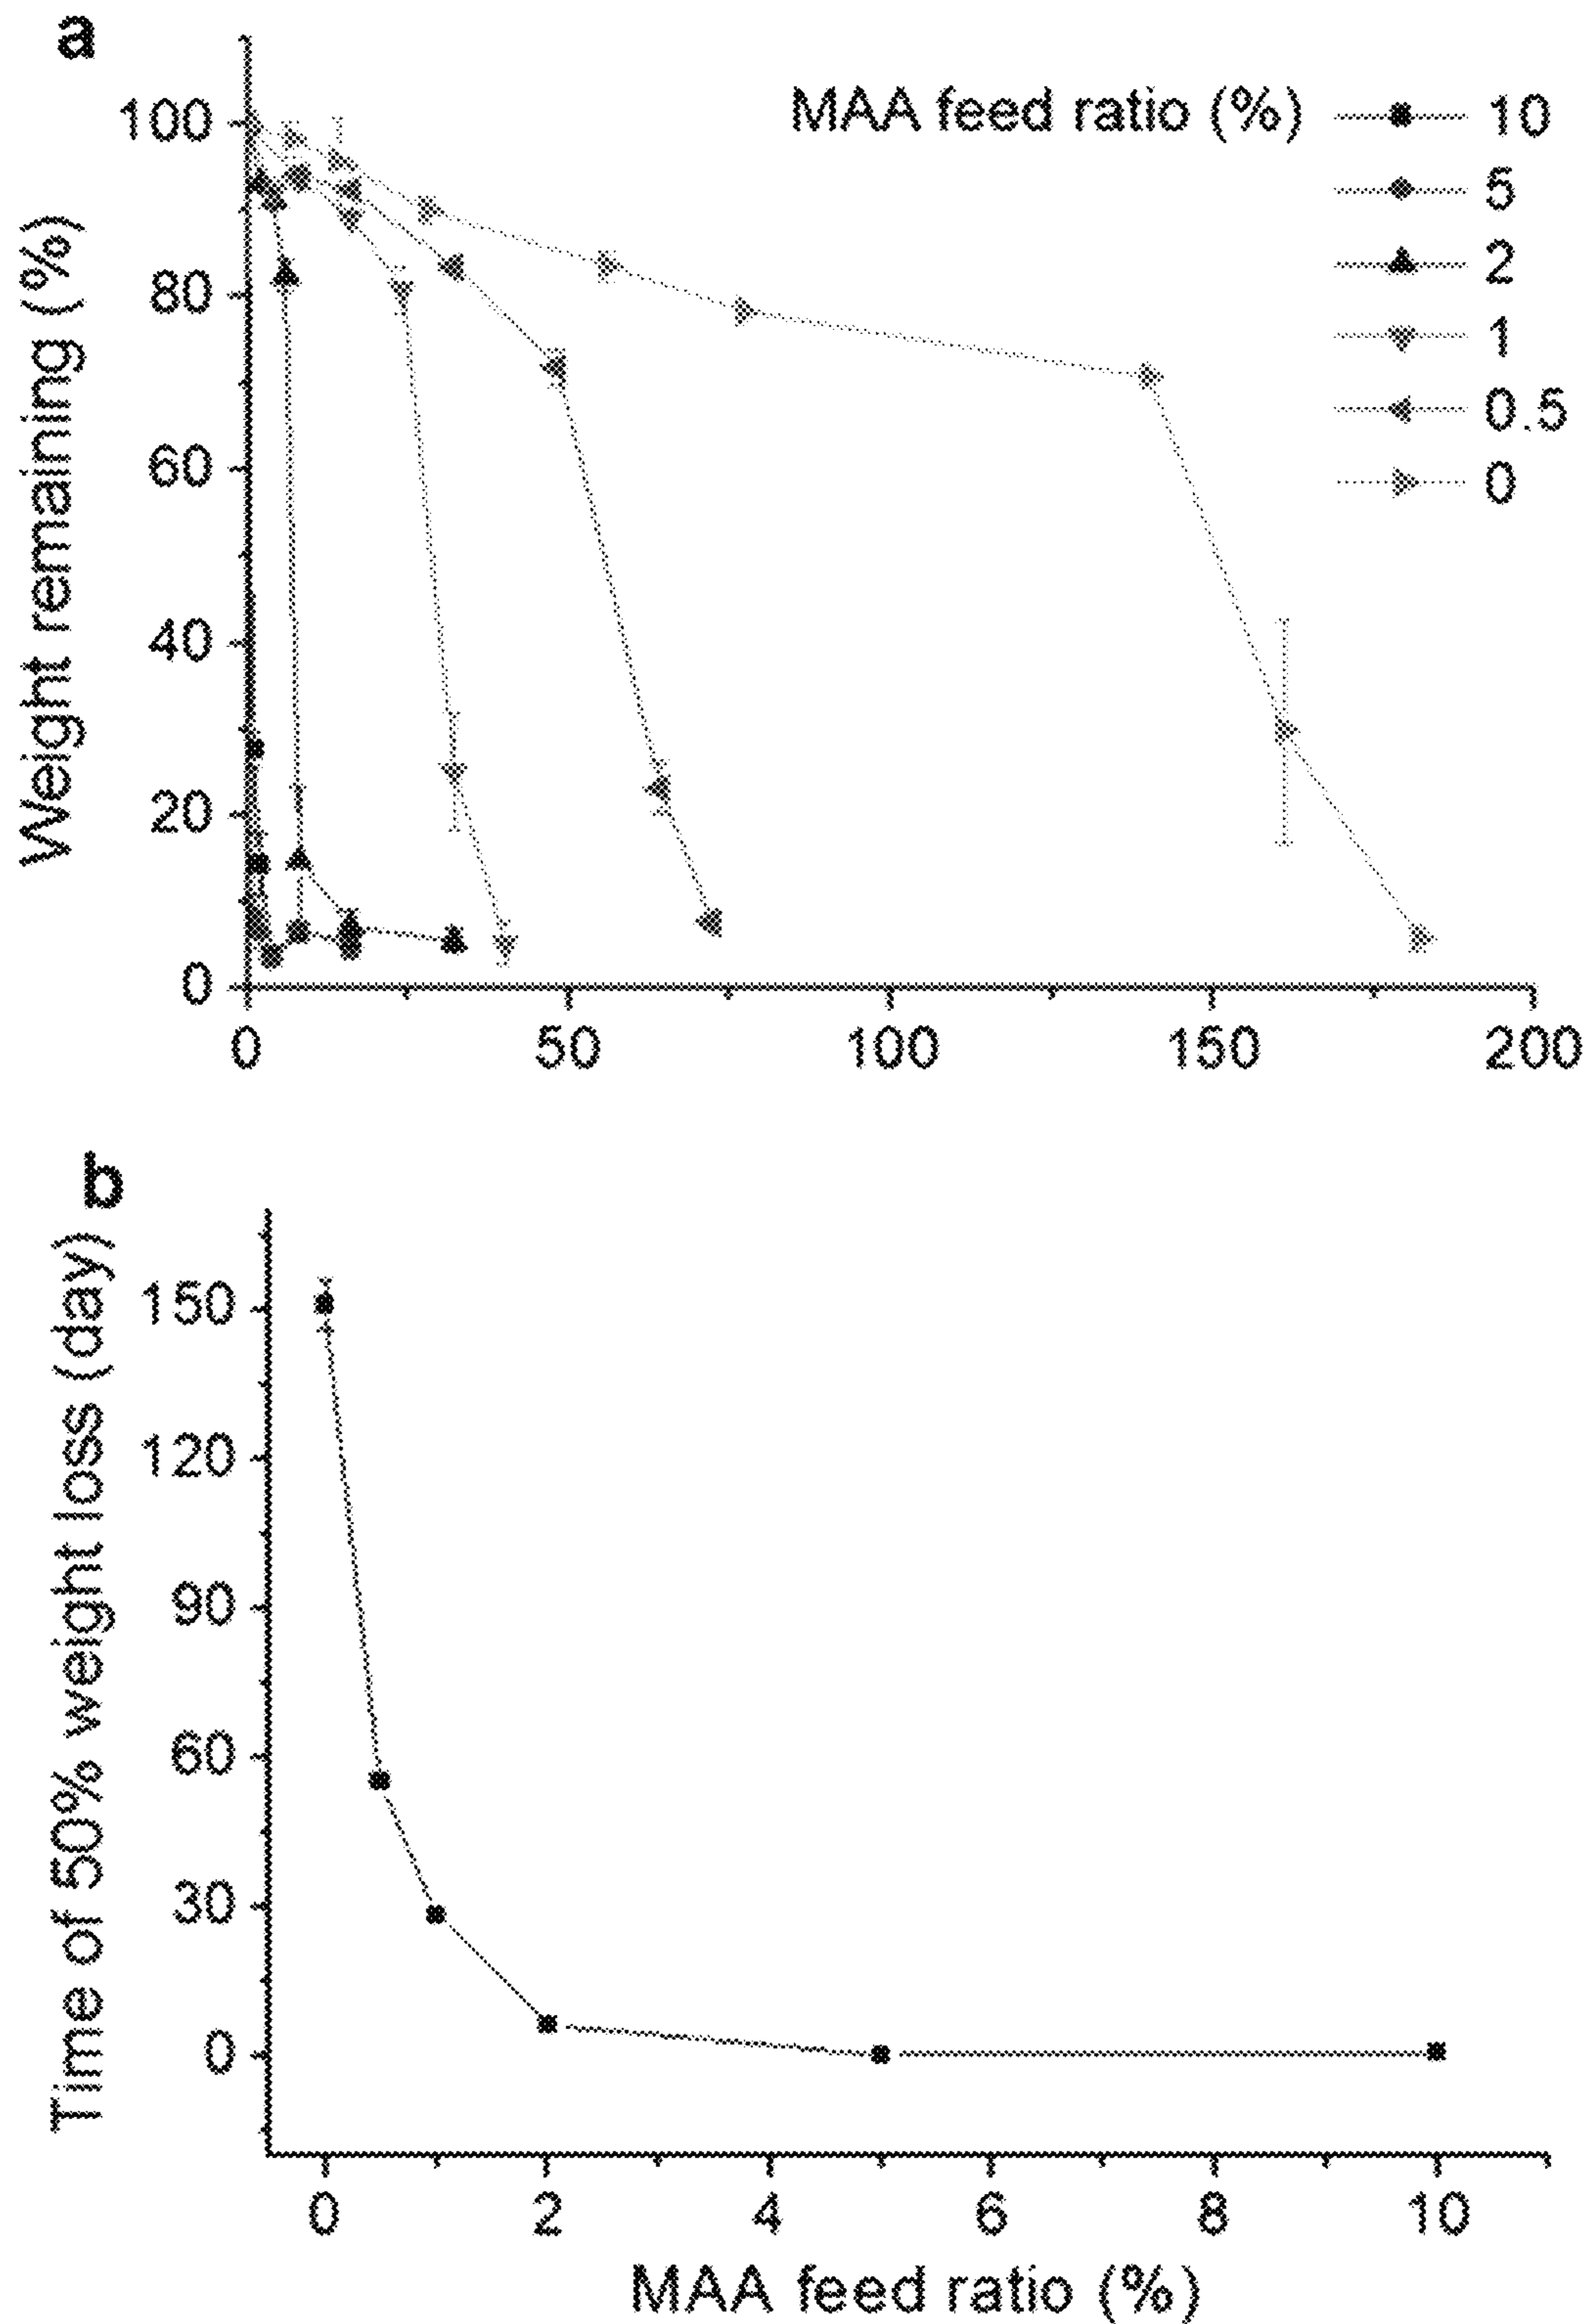 a
MAA feed ratio (%)
10
5
2
1
0.5
0
Weight remaining (%)
100
80
60
40
20
0
0 50 100 150 200
b
Time of 50% weight loss (day)
150
120
90
60
30
0
0 2 4 6 8 10
MAA feed ratio (%)